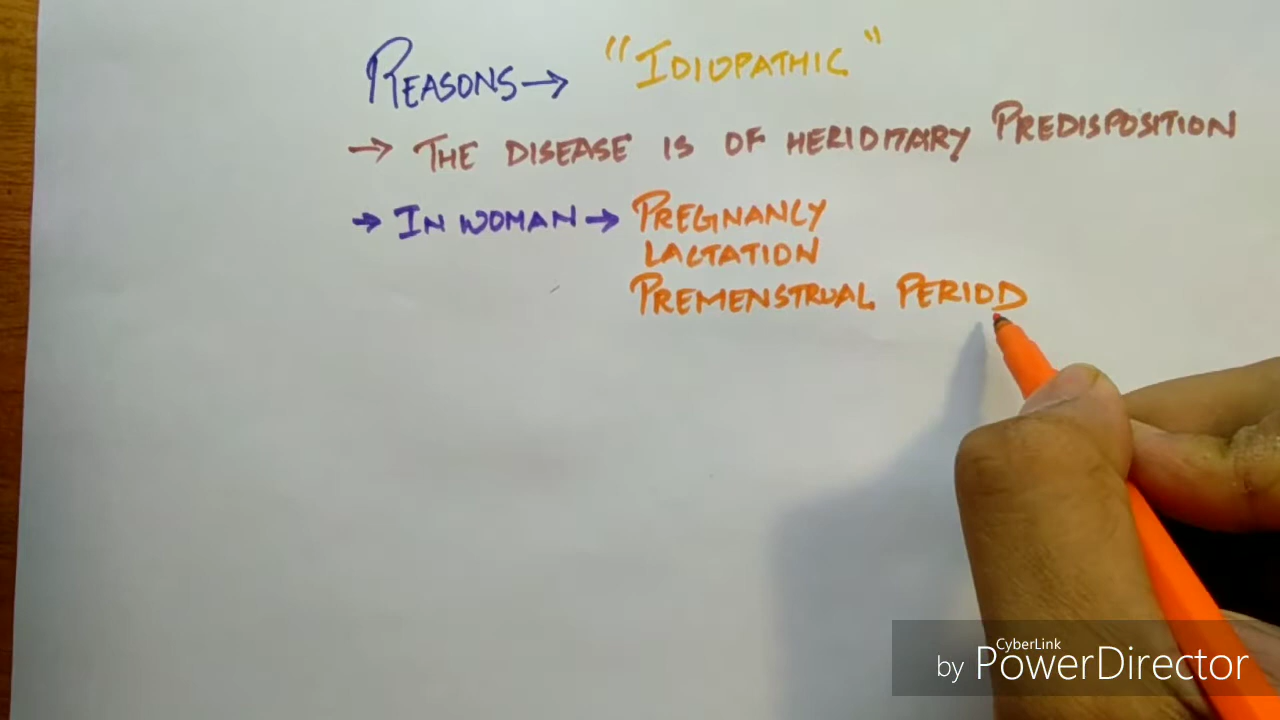 REASONS → "IDIOPATHIC"
→ THE DISEASE IS OF HERIDITARY PREDISPOSITION
→ IN WOMAN → PREGNANCY
LACTATION
PREMENSTRUAL PERIOD
CyberLink
by PowerDirector